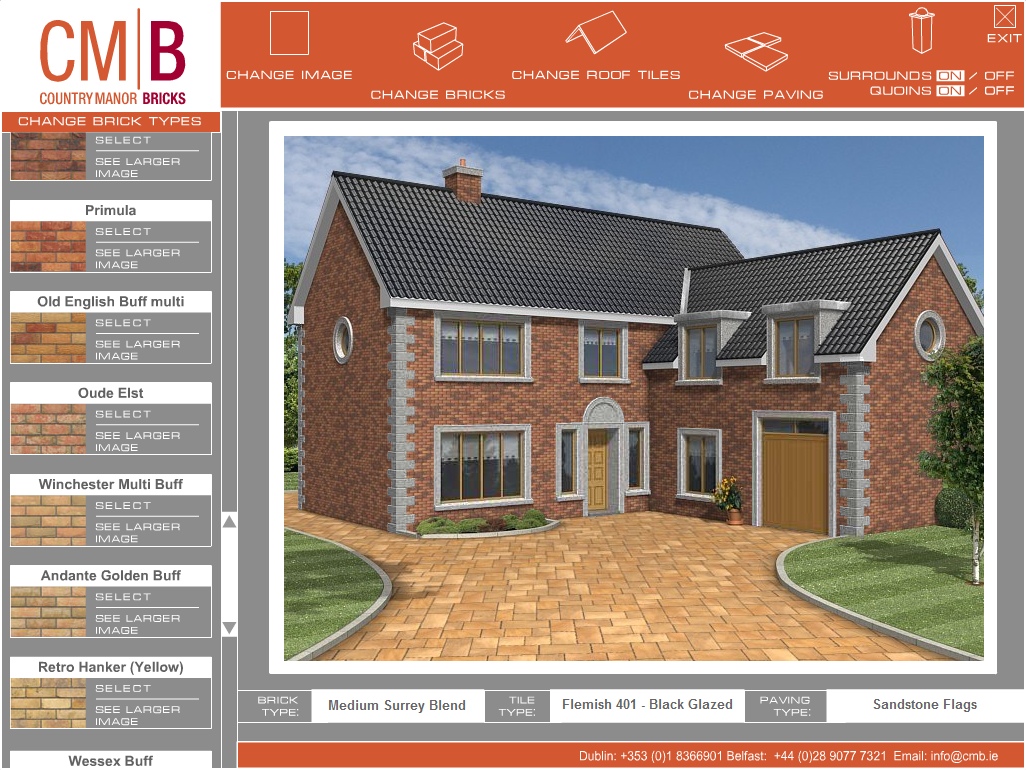 CM|B
COUNTRY MANOR BRICKS
CHANGE IMAGE
CHANGE BRICKS
CHANGE ROOF TILES
CHANGE PAVING
SURROUNDS ON / OFF
QUOINS ON / OFF
EXIT
CHANGE BRICK TYPES
SELECT
SEE LARGER
IMAGE
Primula
SELECT
SEE LARGER
IMAGE
Old English Buff multi
SELECT
SEE LARGER
IMAGE
Oude Elst
SELECT
SEE LARGER
IMAGE
Winchester Multi Buff
SELECT
SEE LARGER
IMAGE
Andante Golden Buff
SELECT
SEE LARGER
IMAGE
Retro Hanker (Yellow)
SELECT
SEE LARGER
IMAGE
Wessex Buff
BRICK TYPE: Medium Surrey Blend
TILE TYPE: Flemish 401 - Black Glazed
PAVING TYPE: Sandstone Flags
Dublin: +353 (0)1 8366901 Belfast: +44 (0)28 9077 7321 Email: info@cmb.ie